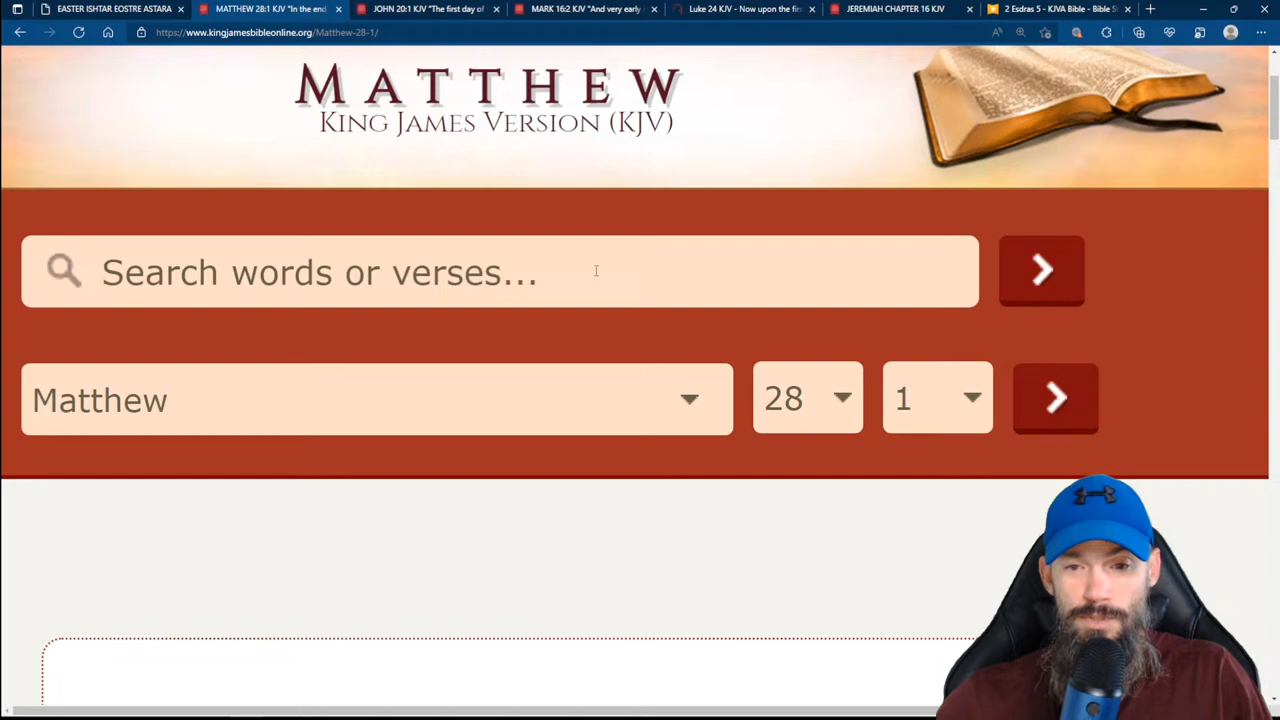 EASTER ISHTAR EOSTRE ASTARA
MATTHEW 28:1 KJV "In the end
JOHN 20:1 KJV "The first day of
MARK 16:2 KJV "And very early
Luke 24 KJV - Now upon the fi
JEREMIAH CHAPTER 16 KJV
2 Esdras 5 - KJVA Bible - Bible S
https://www.kingjamesbibleonline.org/Matthew-28-1/
MATTHEW
KING JAMES VERSION (KJV)
Search words or verses...
Matthew 28 1